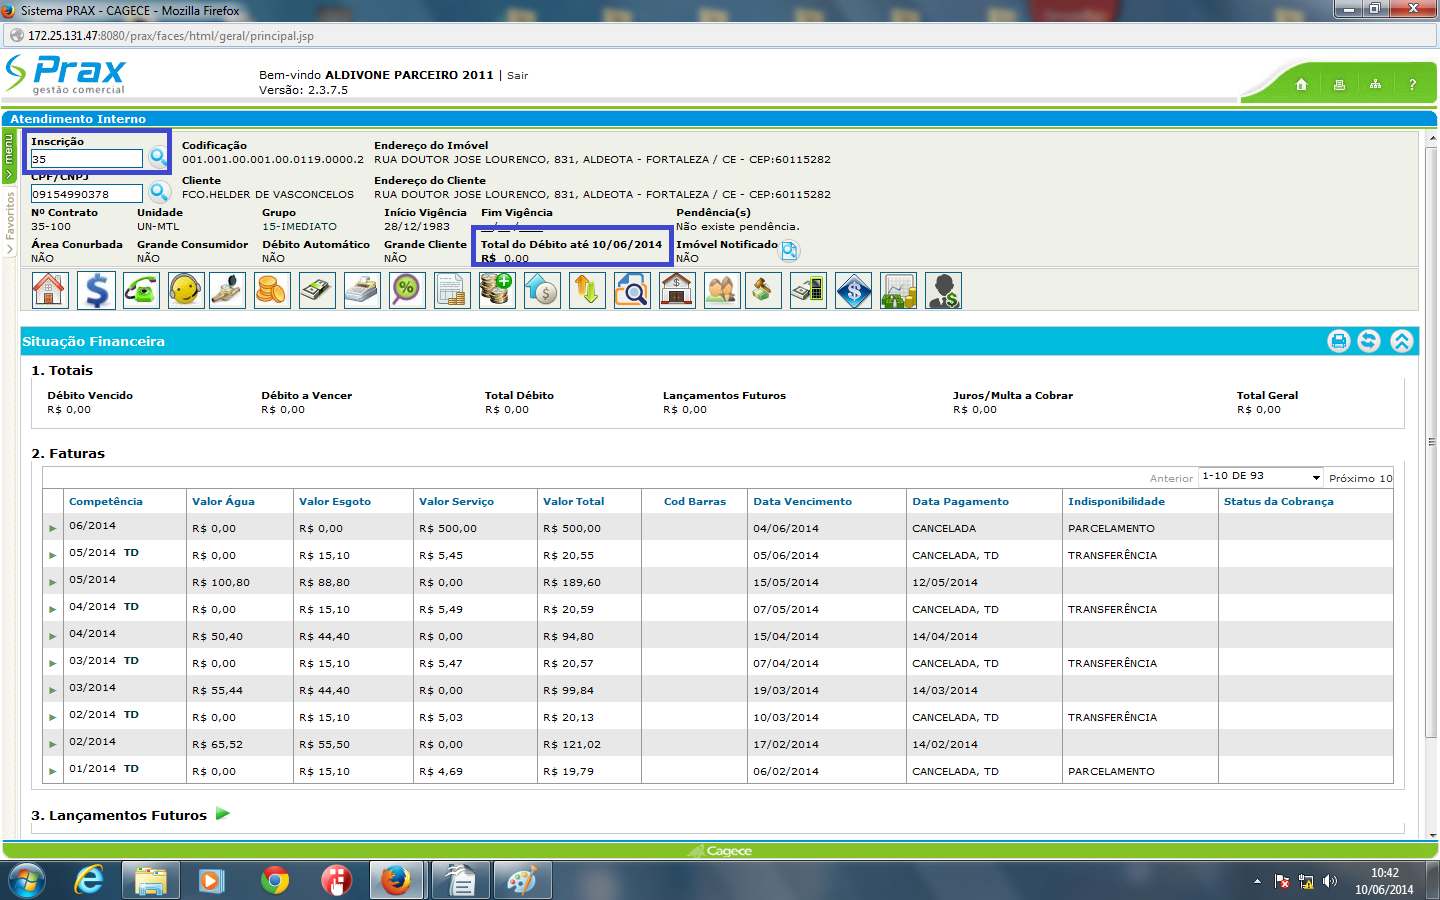 Sistema PRAX - CAGECE - Mozilla Firefox
172.25.131.47:8080/prax/faces/html/geral/principal.jsp
Prax
gestão comercial
Bem-vindo ALDIVONE PARCEIRO 2011 | Sair
Versão: 2.3.7.5
?
Atendimento Interno
menu
Favoritos
Inscrição
35
Codificação
001.001.00.001.00.0119.0000.2
Endereço do Imóvel
RUA DOUTOR JOSE LOURENCO, 831, ALDEOTA - FORTALEZA / CE - CEP:60115282
CPF/CNPJ
09154990378
Cliente
FCO.HELDER DE VASCONCELOS
Endereço do Cliente
RUA DOUTOR JOSE LOURENCO, 831, ALDEOTA - FORTALEZA / CE - CEP:60115282
Nº Contrato Unidade Grupo Início Vigência Fim Vigência Pendência(s)
35-100 UN-MTL 15-IMEDIATO 28/12/1983 __/__/____ Não existe pendência.
Área Conurbada Grande Consumidor Débito Automático Grande Cliente Total do Débito até 10/06/2014 Imóvel Notificado
NÃO NÃO NÃO NÃO R$ 0,00 NÃO
Situação Financeira
1. Totais
Débito Vencido Débito a Vencer Total Débito Lançamentos Futuros Juros/Multa a Cobrar Total Geral
R$ 0,00 R$ 0,00 R$ 0,00 R$ 0,00 R$ 0,00 R$ 0,00
2. Faturas
Anterior 1-10 DE 93 Próximo 10
Competência Valor Água Valor Esgoto Valor Serviço Valor Total Cod Barras Data Vencimento Data Pagamento Indisponibilidade Status da Cobrança
06/2014 R$ 0,00 R$ 0,00 R$ 500,00 R$ 500,00 04/06/2014 CANCELADA PARCELAMENTO
05/2014 TD R$ 0,00 R$ 15,10 R$ 5,45 R$ 20,55 05/06/2014 CANCELADA, TD TRANSFERÊNCIA
05/2014 R$ 100,80 R$ 88,80 R$ 0,00 R$ 189,60 15/05/2014 12/05/2014
04/2014 TD R$ 0,00 R$ 15,10 R$ 5,49 R$ 20,59 07/05/2014 CANCELADA, TD TRANSFERÊNCIA
04/2014 R$ 50,40 R$ 44,40 R$ 0,00 R$ 94,80 15/04/2014 14/04/2014
03/2014 TD R$ 0,00 R$ 15,10 R$ 5,47 R$ 20,57 07/04/2014 CANCELADA, TD TRANSFERÊNCIA
03/2014 R$ 55,44 R$ 44,40 R$ 0,00 R$ 99,84 19/03/2014 14/03/2014
02/2014 TD R$ 0,00 R$ 15,10 R$ 5,03 R$ 20,13 10/03/2014 CANCELADA, TD TRANSFERÊNCIA
02/2014 R$ 65,52 R$ 55,50 R$ 0,00 R$ 121,02 17/02/2014 14/02/2014
01/2014 TD R$ 0,00 R$ 15,10 R$ 4,69 R$ 19,79 06/02/2014 CANCELADA, TD PARCELAMENTO
3. Lançamentos Futuros
Cagece
10:42
10/06/2014